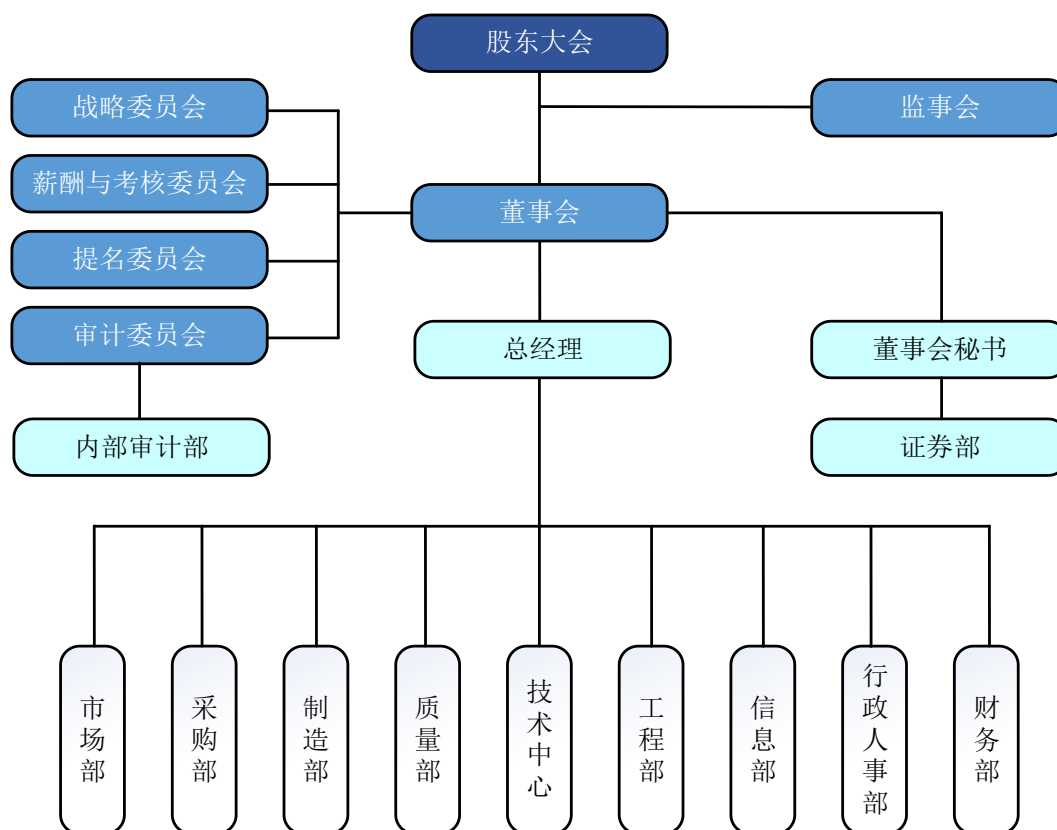 股东大会
战略委员会
监事会
薪酬与考核委员会
董事会
提名委员会
审计委员会
总经理
董事会秘书
内部审计部
证券部
市场部
采购部
制造部
质量部
技术中心
工程部
信息部
行政人事部
财务部